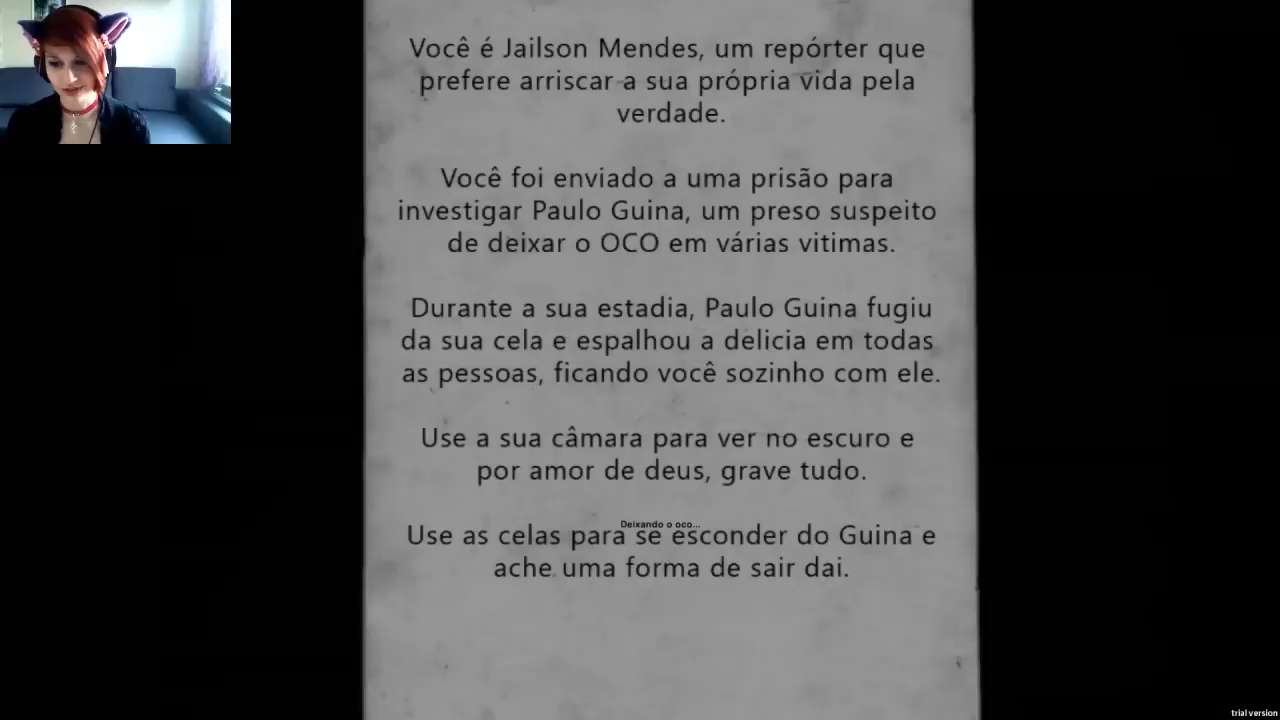 Você é Jailson Mendes, um repórter que
prefere arriscar a sua própria vida pela
verdade.
Você foi enviado a uma prisão para
investigar Paulo Guina, um preso suspeito
de deixar o OCO em várias vitimas.
Durante a sua estadia, Paulo Guina fugiu
da sua cela e espalhou a delicia em todas
as pessoas, ficando você sozinho com ele.
Use a sua câmara para ver no escuro e
por amor de deus, grave tudo.
Deixando o oco...
Use as celas para se esconder do Guina e
ache uma forma de sair dai.
trial version